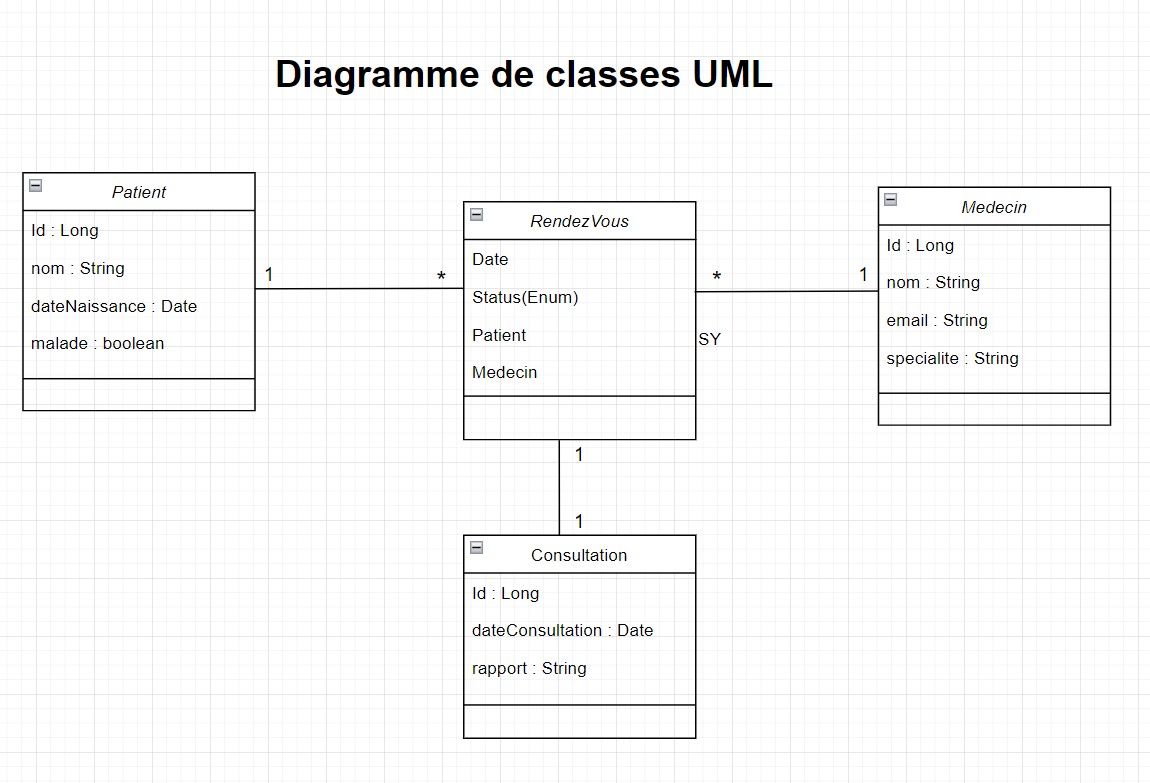 Diagramme de classes UML
Patient
Id : Long
nom : String
dateNaissance : Date
malade : boolean
1
*
RendezVous
Date
Status(Enum)
Patient
Medecin
*
1
SY
Medecin
Id : Long
nom : String
email : String
specialite : String
1
1
Consultation
Id : Long
dateConsultation : Date
rapport : String